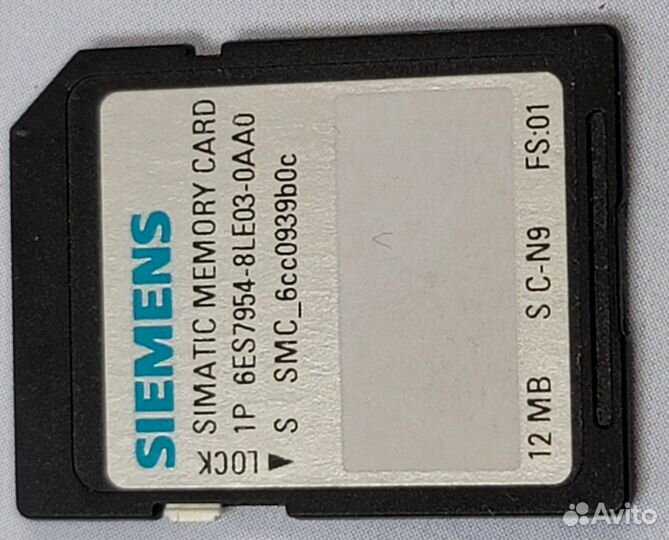 SIEMENS
SIMATIC MEMORY CARD
1P 6ES7954-8LE03-0AA0
S SMC_6cc0939b0c
LOCK
12 MB S C-N9 FS:01
Avito